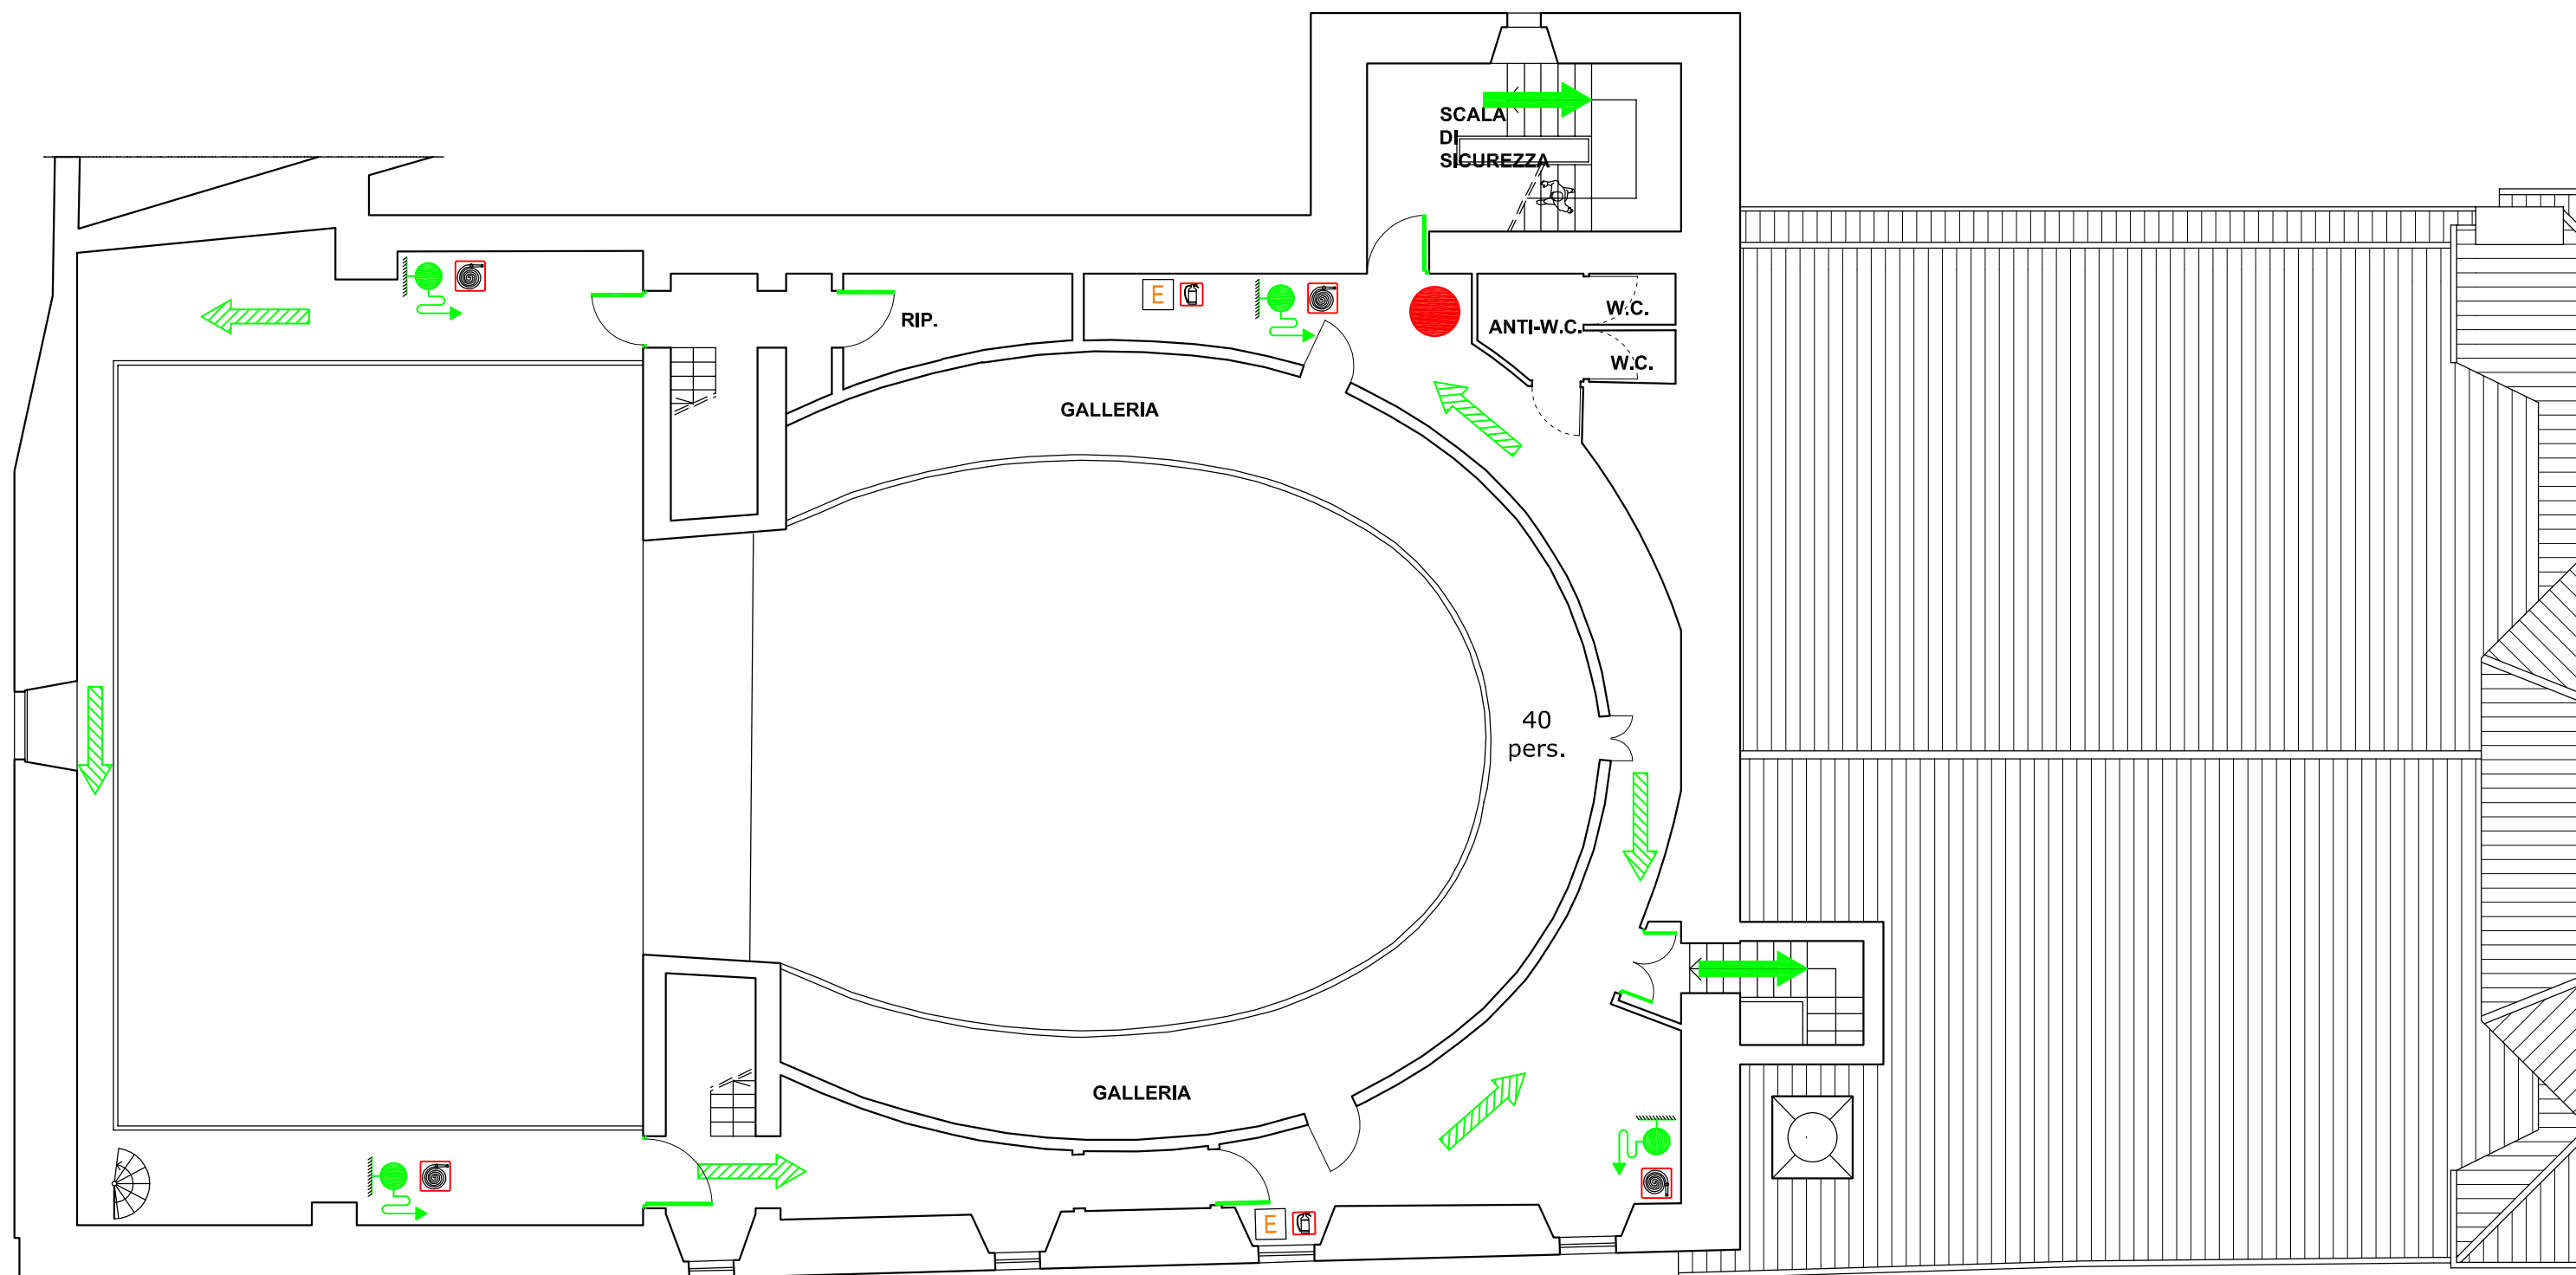 SCALA
DI
SICUREZZA
E
RIP.
ANTI-W.C.
W.C.
W.C.
GALLERIA
40
pers.
GALLERIA
E